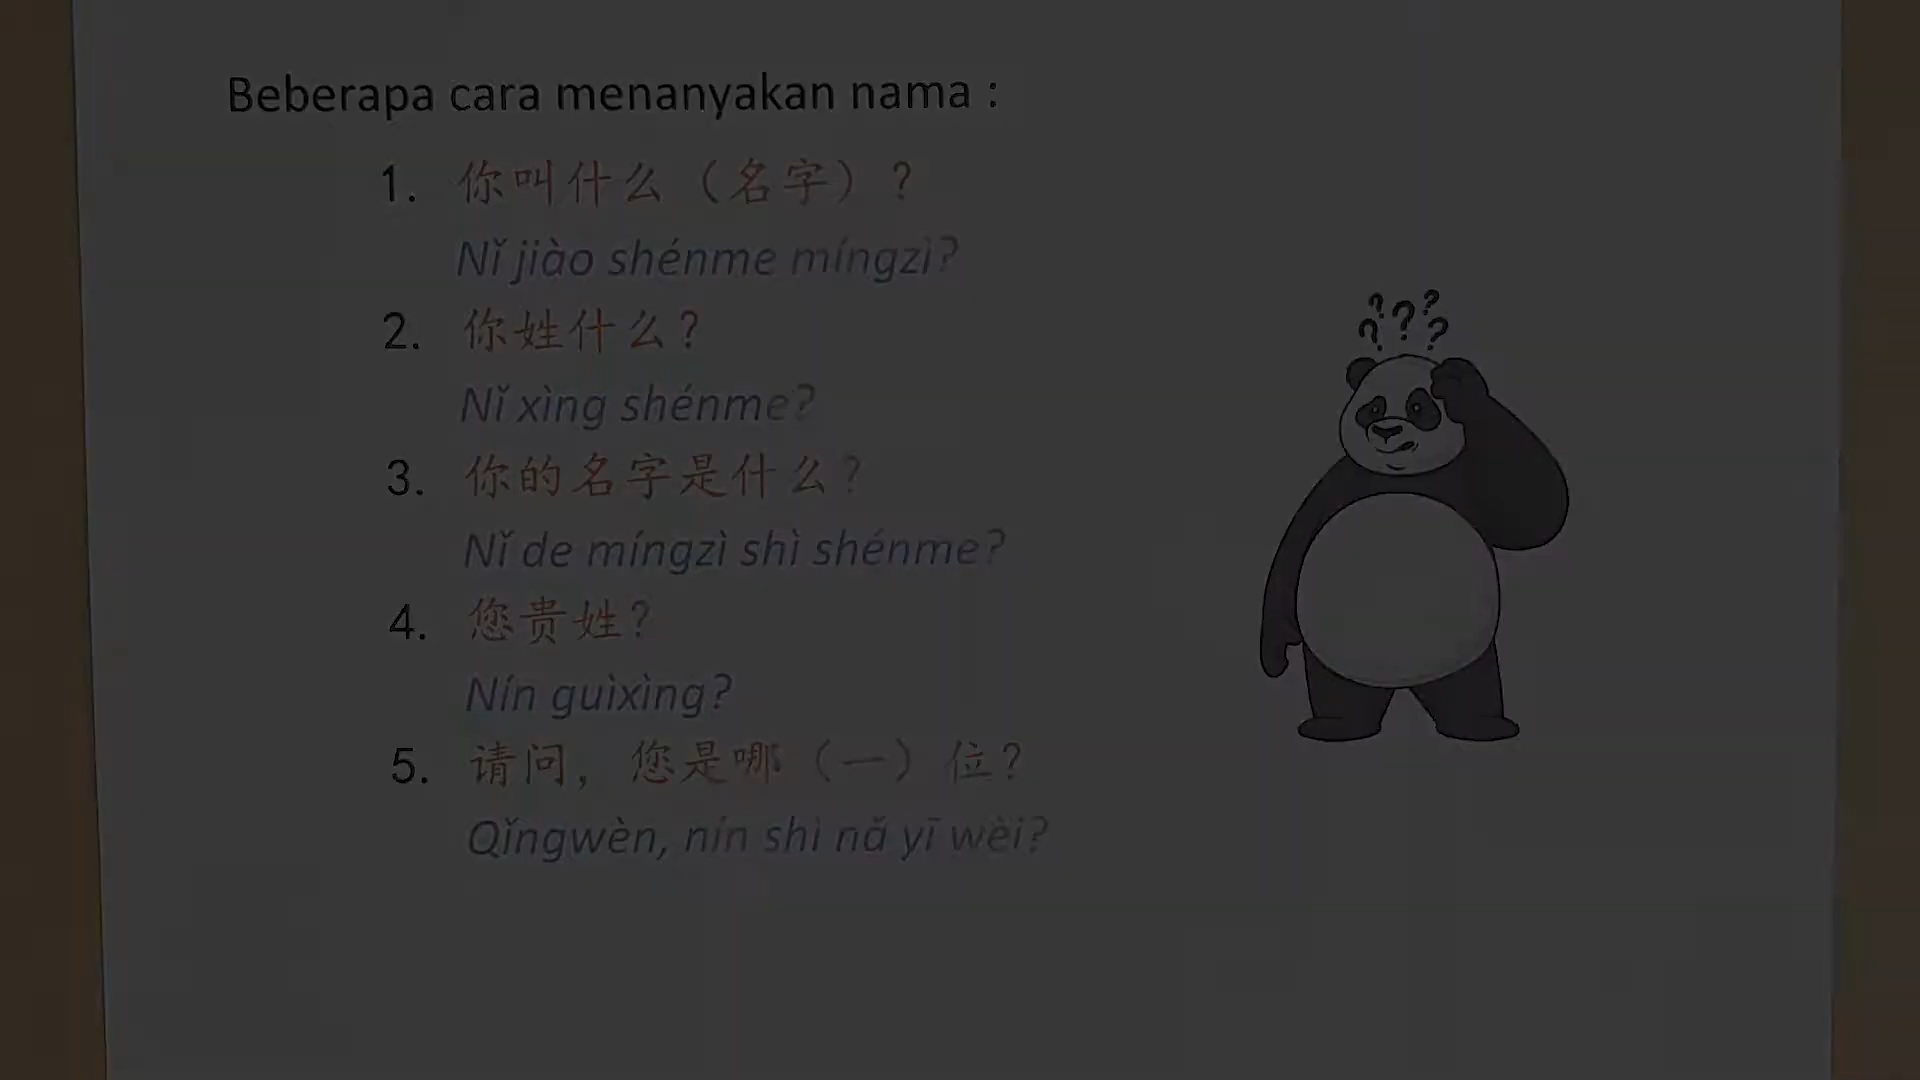 Beberapa cara menanyakan nama :
1. 你叫什么（名字）？
Nǐ jiào shénme míngzì?
2. 你姓什么？
Nǐ xìng shénme?
3. 你的名字是什么？
Nǐ de míngzì shì shénme?
4. 您贵姓？
Nín guìxìng?
5. 请问，您是哪（一）位？
Qǐngwèn, nín shì nǎ yī wèi?
? ? ? ? ?